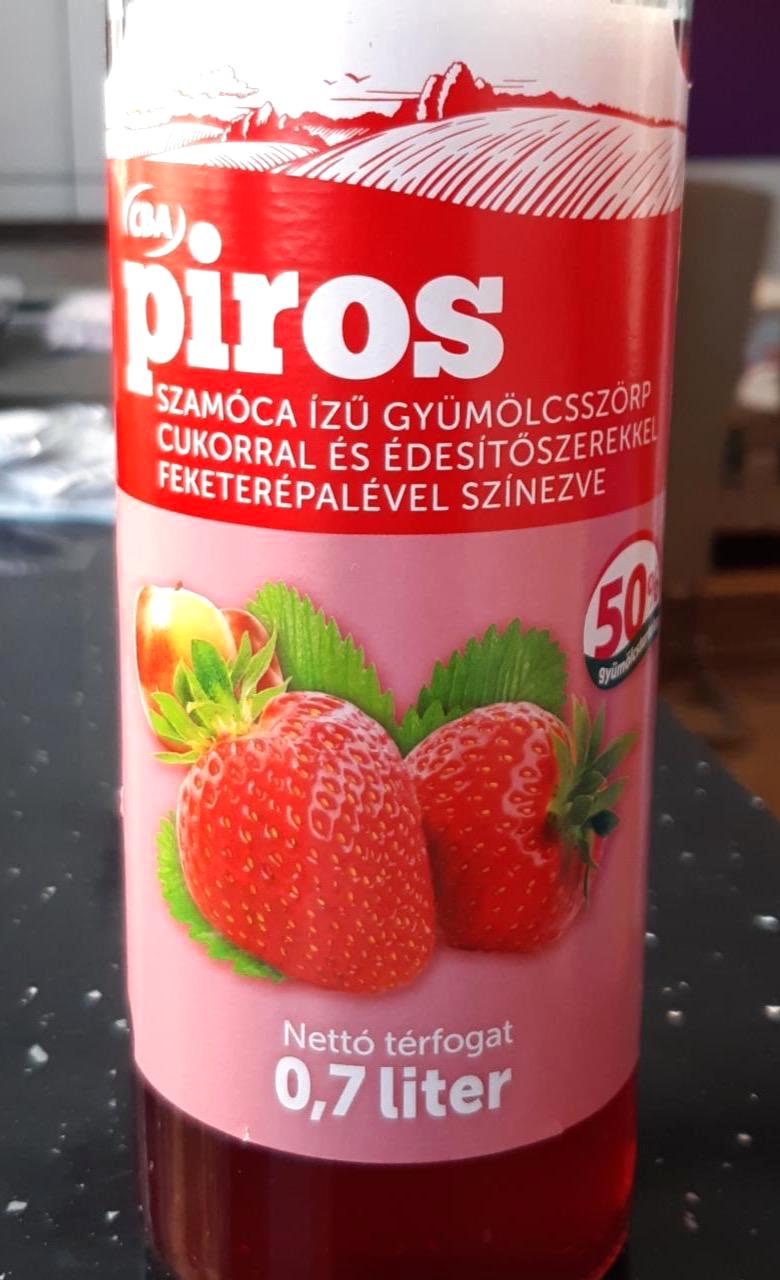 CBA
piros
SZAMÓCA ÍZŰ GYÜMÖLCSSZÖRP
CUKORRAL ÉS ÉDESÍTŐSZEREKKEL
FEKETERÉPALÉVEL SZÍNEZVE
50%
Nettó térfogat
0,7 liter